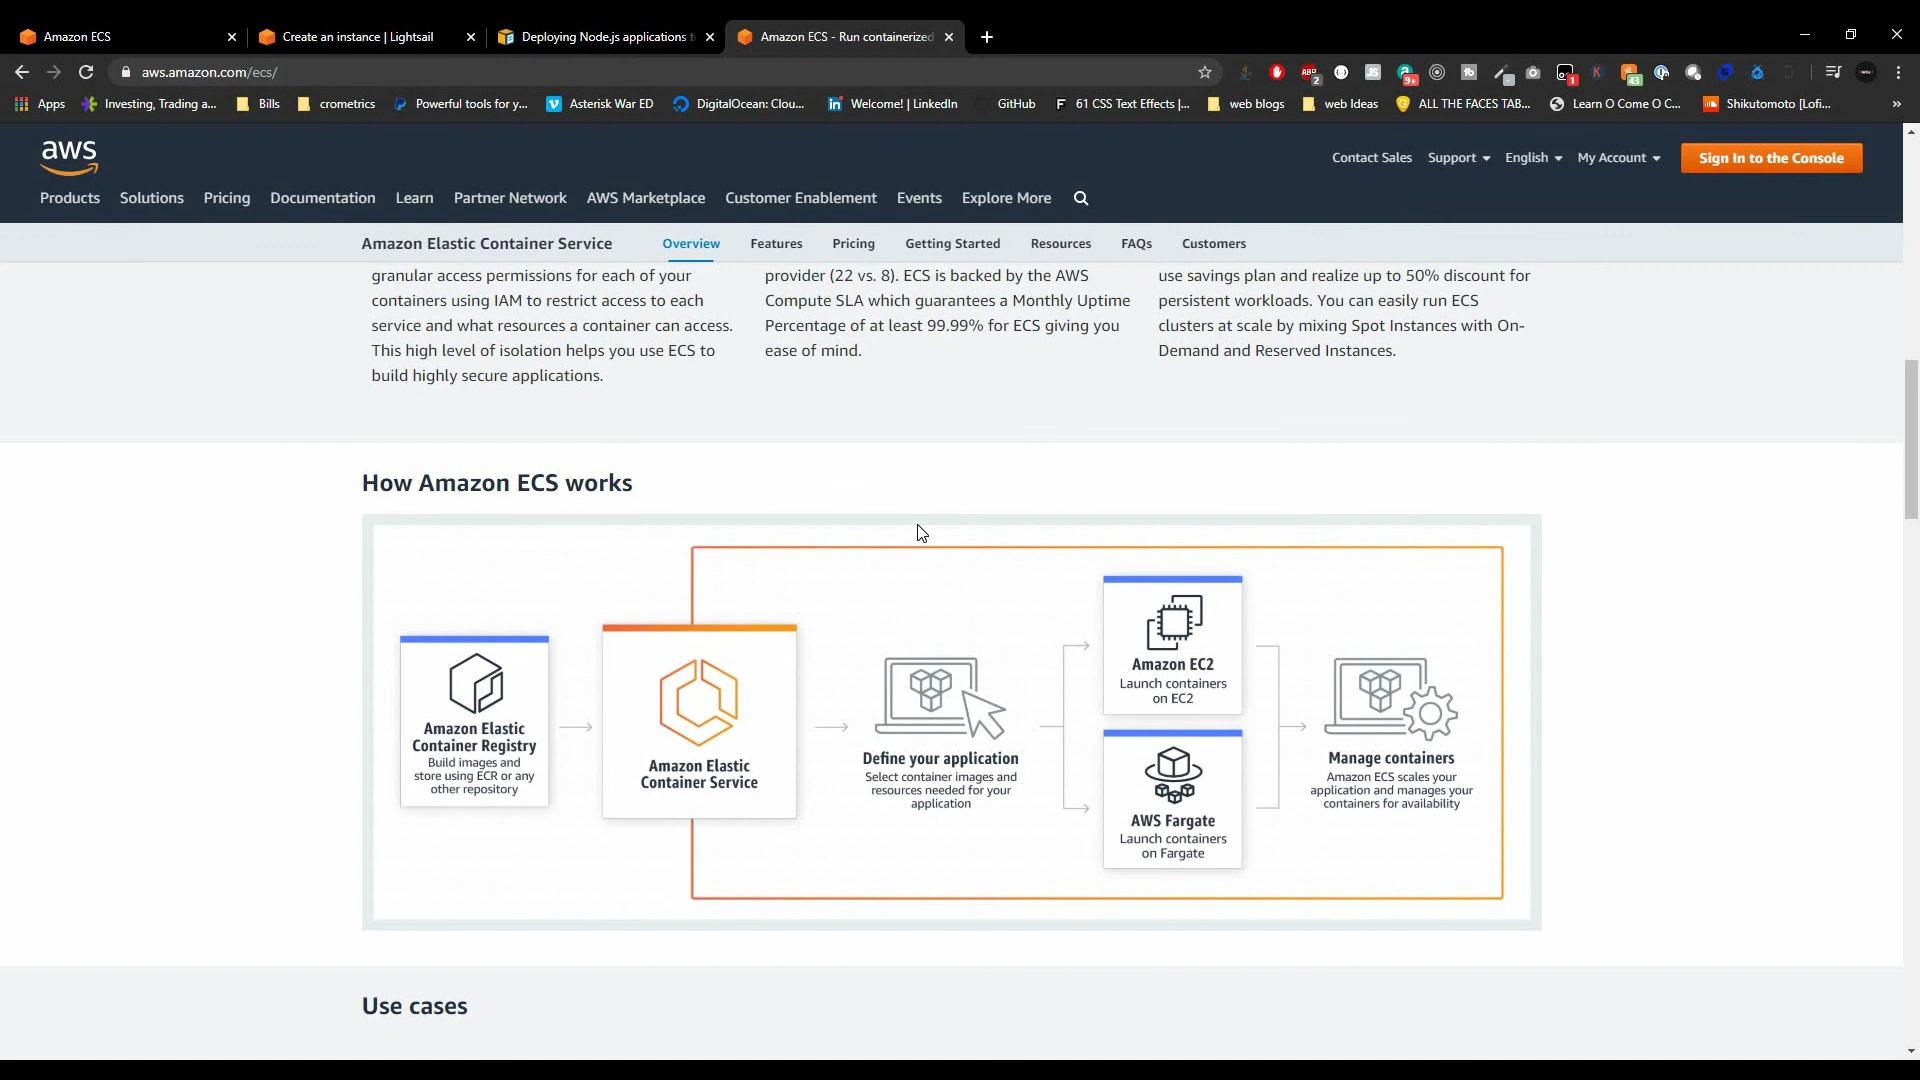 Amazon ECS
Create an instance | Lightsail
Deploying Node.js applications t
Amazon ECS - Run containerized
aws.amazon.com/ecs/
Apps
Investing, Trading a...
Bills
crometrics
Powerful tools for y...
Asterisk War ED
DigitalOcean: Clou...
Welcome! | LinkedIn
GitHub
61 CSS Text Effects |...
web blogs
web Ideas
ALL THE FACES TAB...
Learn O Come O C...
Shikutomoto [Lofi...
aws
Contact Sales
Support
English
My Account
Sign In to the Console
Products
Solutions
Pricing
Documentation
Learn
Partner Network
AWS Marketplace
Customer Enablement
Events
Explore More
Amazon Elastic Container Service
Overview
Features
Pricing
Getting Started
Resources
FAQs
Customers
granular access permissions for each of your
containers using IAM to restrict access to each
service and what resources a container can access.
This high level of isolation helps you use ECS to
build highly secure applications.
provider (22 vs. 8). ECS is backed by the AWS
Compute SLA which guarantees a Monthly Uptime
Percentage of at least 99.99% for ECS giving you
ease of mind.
use savings plan and realize up to 50% discount for
persistent workloads. You can easily run ECS
clusters at scale by mixing Spot Instances with On-
Demand and Reserved Instances.
How Amazon ECS works
Amazon Elastic
Container Registry
Build images and
store using ECR or any
other repository
Amazon Elastic
Container Service
Define your application
Select container images and
resources needed for your
application
Amazon EC2
Launch containers
on EC2
AWS Fargate
Launch containers
on Fargate
Manage containers
Amazon ECS scales your
application and manages your
containers for availability
Use cases